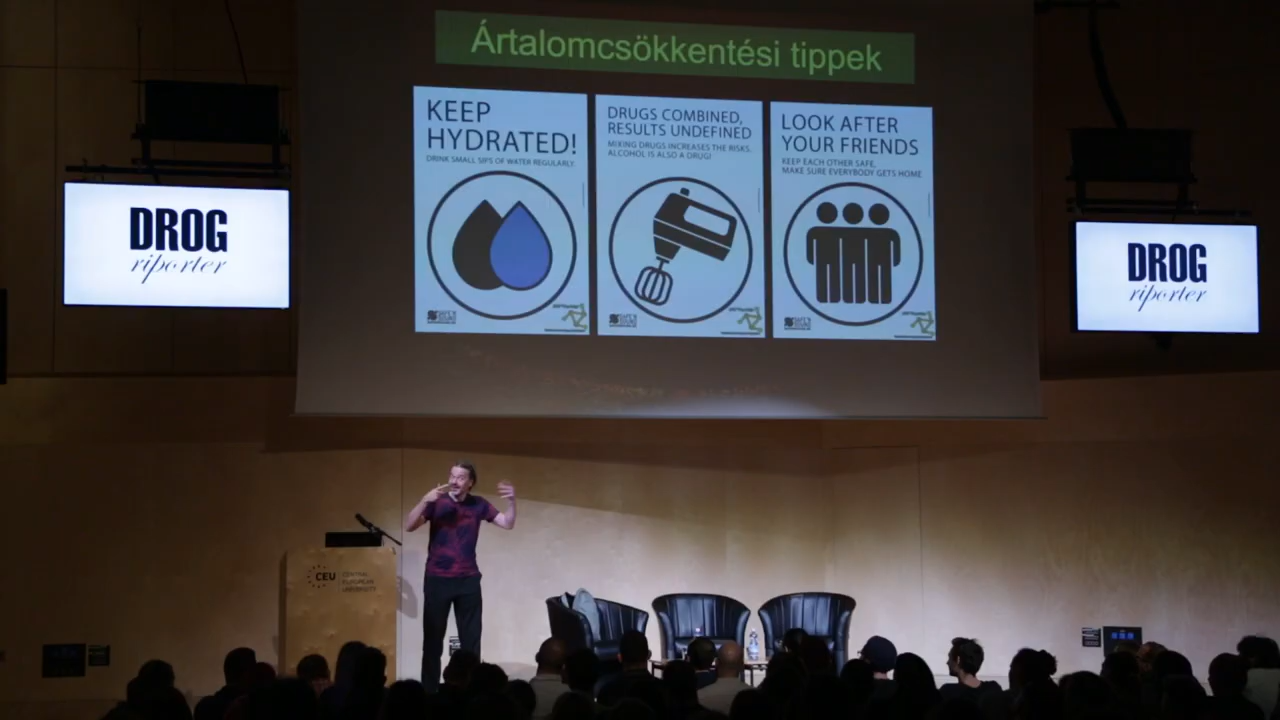 Ártalomcsökkentési tippek
KEEP
HYDRATED!
DRINK SMALL SIPS OF WATER REGULARLY.
DRUGS COMBINED,
RESULTS UNDEFINED
MIXING DRUGS INCREASES THE RISKS.
ALCOHOL IS ALSO A DRUG!
LOOK AFTER
YOUR FRIENDS
KEEP EACH OTHER SAFE,
MAKE SURE EVERYBODY GETS HOME
DROG
riporter
DROG
riporter
CEU
CENTRAL
EUROPEAN
UNIVERSITY